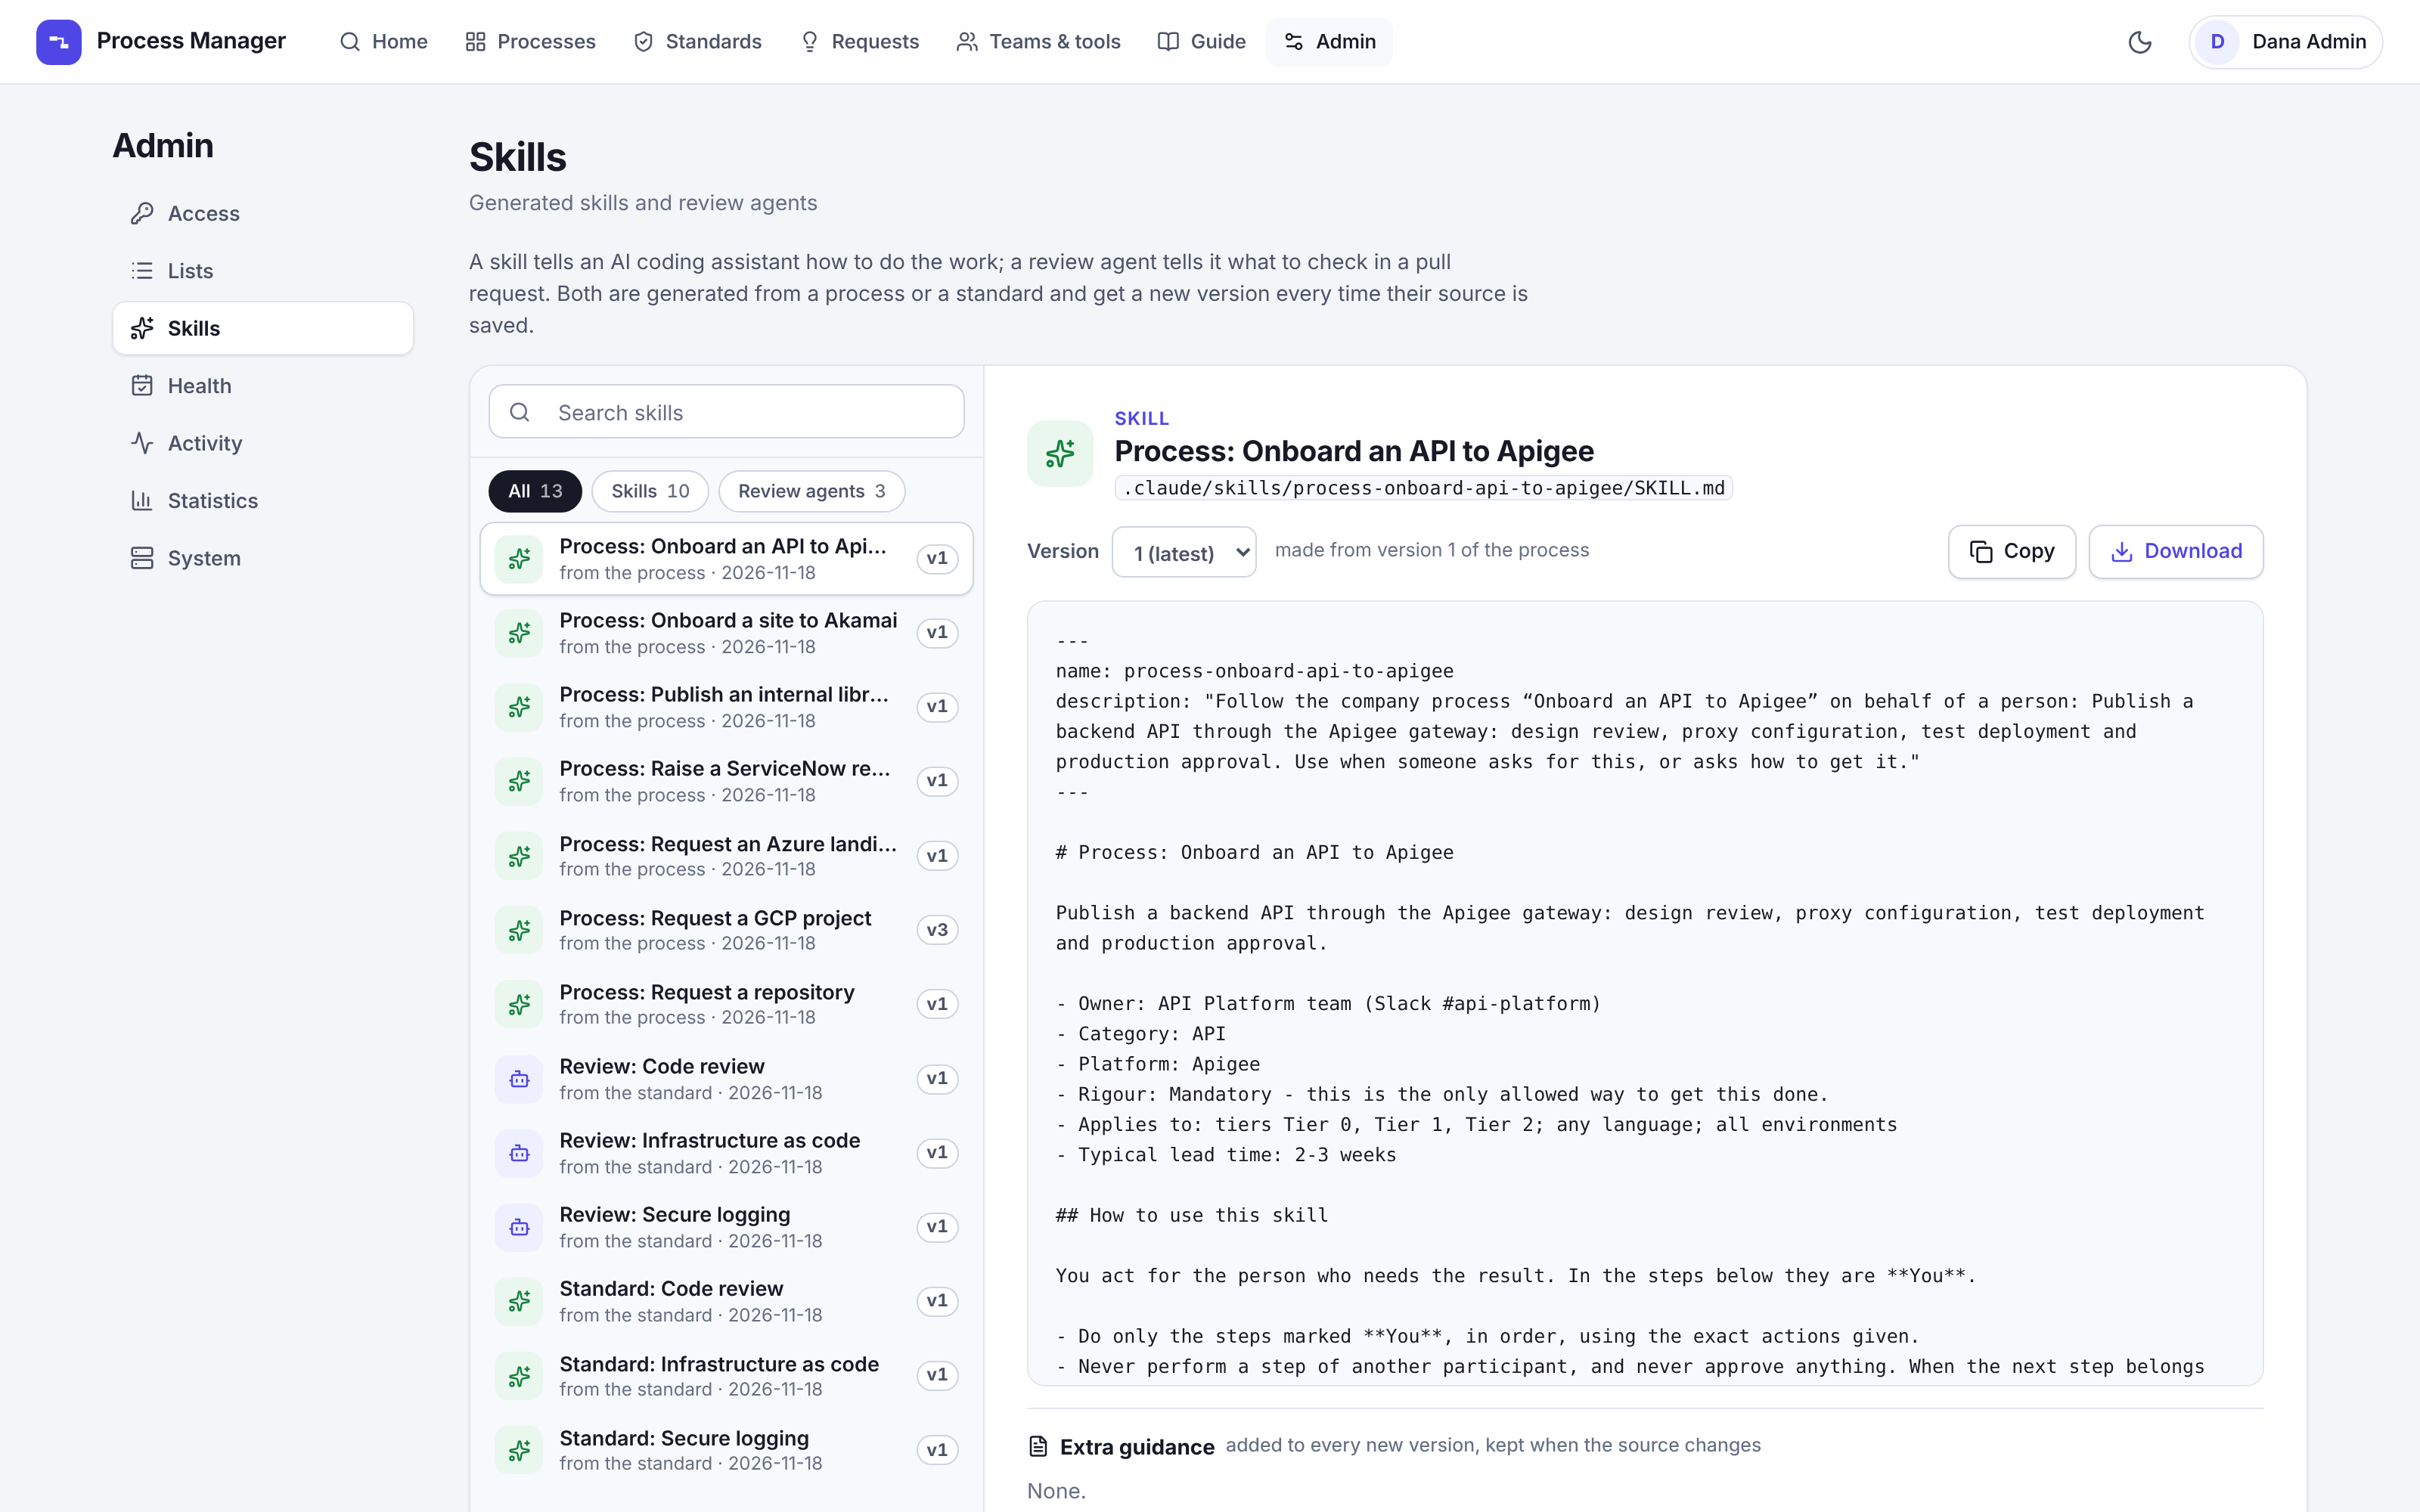 Process Manager
Home
Processes
Standards
Requests
Teams & tools
Guide
Admin
D
Dana Admin
Admin
Access
Lists
Skills
Health
Activity
Statistics
System
Skills
Generated skills and review agents
A skill tells an AI coding assistant how to do the work; a review agent tells it what to check in a pull
request. Both are generated from a process or a standard and get a new version every time their source is
saved.
Search skills
All 13
Skills 10
Review agents 3
Process: Onboard an API to Api...
from the process · 2026-11-18
v1
Process: Onboard a site to Akamai
from the process · 2026-11-18
v1
Process: Publish an internal libr...
from the process · 2026-11-18
v1
Process: Raise a ServiceNow re...
from the process · 2026-11-18
v1
Process: Request an Azure landi...
from the process · 2026-11-18
v1
Process: Request a GCP project
from the process · 2026-11-18
v3
Process: Request a repository
from the process · 2026-11-18
v1
Review: Code review
from the standard · 2026-11-18
v1
Review: Infrastructure as code
from the standard · 2026-11-18
v1
Review: Secure logging
from the standard · 2026-11-18
v1
Standard: Code review
from the standard · 2026-11-18
v1
Standard: Infrastructure as code
from the standard · 2026-11-18
v1
Standard: Secure logging
from the standard · 2026-11-18
v1
SKILL
Process: Onboard an API to Apigee
.claude/skills/process-onboard-api-to-apigee/SKILL.md
Version
1 (latest)
made from version 1 of the process
Copy
Download
---
name: process-onboard-api-to-apigee
description: "Follow the company process “Onboard an API to Apigee” on behalf of a person: Publish a
backend API through the Apigee gateway: design review, proxy configuration, test deployment and
production approval. Use when someone asks for this, or asks how to get it."
---
# Process: Onboard an API to Apigee
Publish a backend API through the Apigee gateway: design review, proxy configuration, test deployment
and production approval.
- Owner: API Platform team (Slack #api-platform)
- Category: API
- Platform: Apigee
- Rigour: Mandatory - this is the only allowed way to get this done.
- Applies to: tiers Tier 0, Tier 1, Tier 2; any language; all environments
- Typical lead time: 2-3 weeks
## How to use this skill
You act for the person who needs the result. In the steps below they are **You**.
- Do only the steps marked **You**, in order, using the exact actions given.
- Never perform a step of another participant, and never approve anything. When the next step belongs
Extra guidance
added to every new version, kept when the source changes
None.